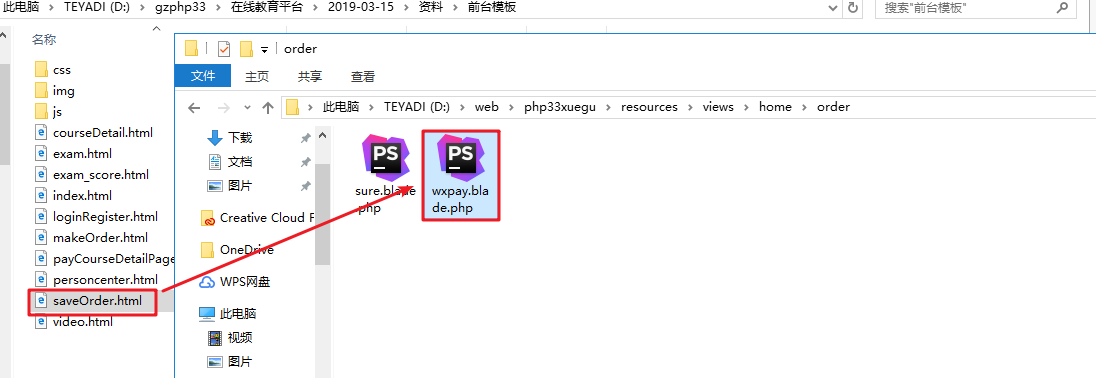 此电脑 › TEYADI (D:) › gzphp33 › 在线教育平台 › 2019-03-15 › 资料 › 前台模板
搜索"前台模板"
名称
css
img
js
courseDetail.html
exam.html
exam_score.html
index.html
loginRegister.html
makeOrder.html
payCourseDetailPage
personcenter.html
saveOrder.html
video.html
order
文件 主页 共享 查看
此电脑 › TEYADI (D:) › web › php33xuegu › resources › views › home › order
下载
文档
图片
Creative Cloud F
OneDrive
WPS网盘
此电脑
视频
图片
PS
sure.blade
.php
PS
wxpay.bla
de.php